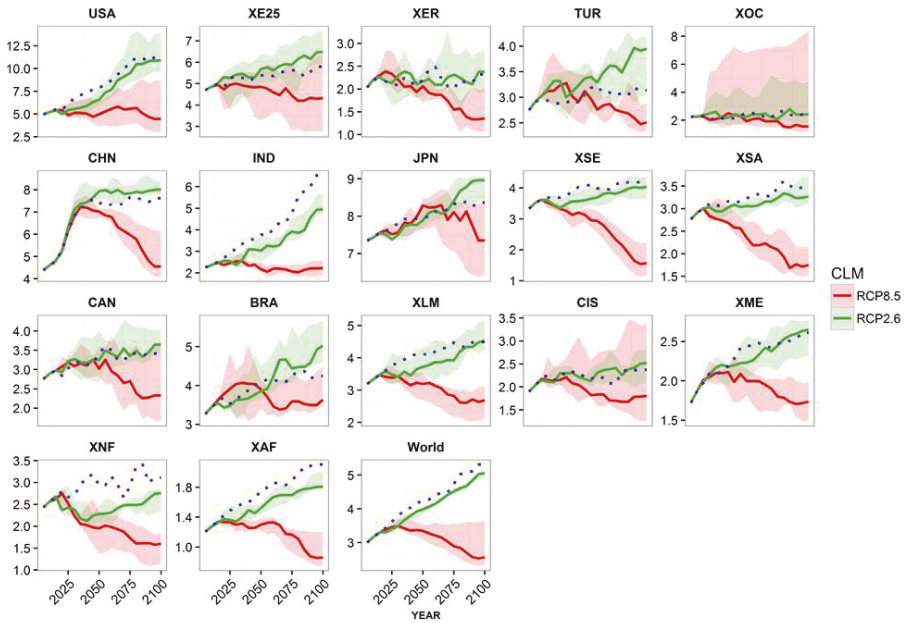 USA XE25 XER TUR XOC
12.5 10.0 7.5 5.0 2.5
7 6 5 4 3
3.0 2.5 2.0 1.5 1.0
4.0 3.5 3.0 2.5
8 6 4 2
CHN IND JPN XSE XSA
8 7 6 5 4
6 5 4 3 2 1
9 8 7
4 3 2 1
3.5 3.0 2.5 2.0 1.5
CLM
RCP8.5
RCP2.6
CAN BRA XLM CIS XME
4.0 3.5 3.0 2.5 2.0
5 4 3
5 4 3 2
3.5 3.0 2.5 2.0 1.5
2.5 2.0 1.5
XNF XAF World
3.5 3.0 2.5 2.0 1.5 1.0
1.8 1.4 1.0
5 4 3
2025 2050 2075 2100
2025 2050 2075 2100
2025 2050 2075 2100
YEAR